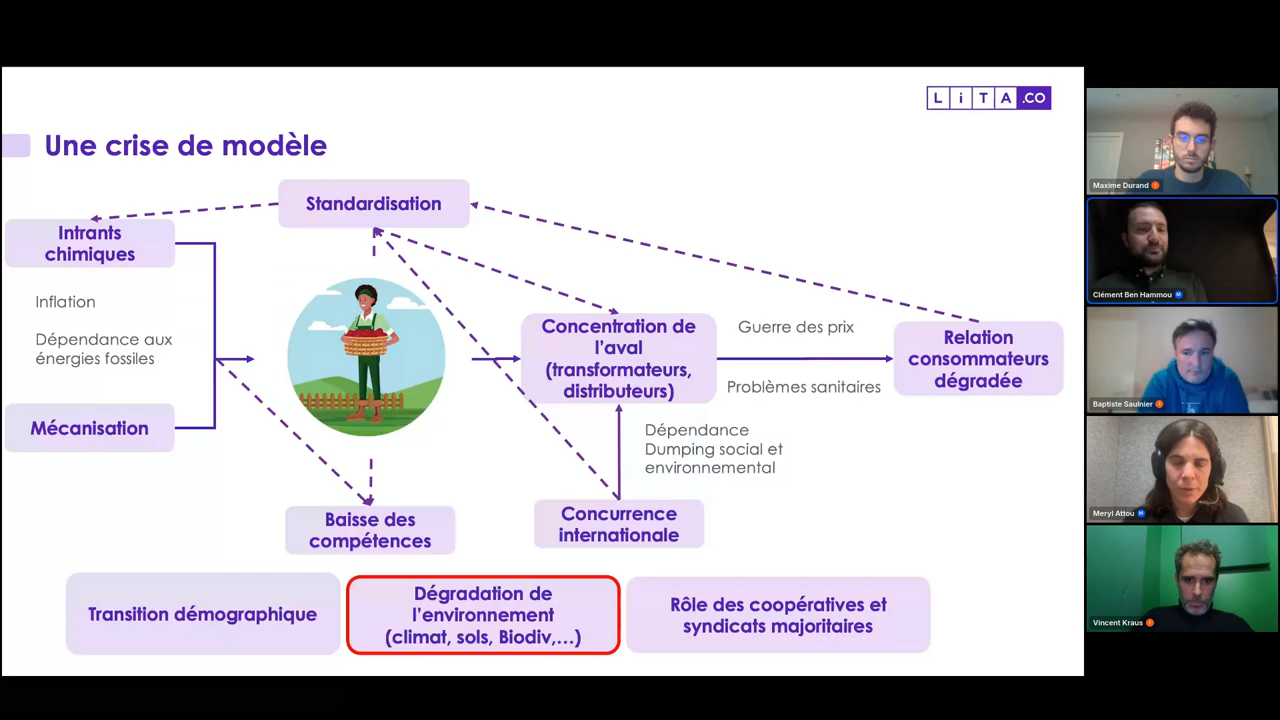 LiTA.CO
Une crise de modèle
Standardisation
Intrants
chimiques
Inflation
Dépendance aux
énergies fossiles
Mécanisation
Concentration de
l'aval
(transformateurs,
distributeurs)
Guerre des prix
Problèmes sanitaires
Relation
consommateurs
dégradée
Dépendance
Dumping social et
environnemental
Baisse des
compétences
Concurrence
internationale
Transition démographique
Dégradation de
l'environnement
(climat, sols, Biodiv,...)
Rôle des coopératives et
syndicats majoritaires
Maxime Durand
Clément Ben Hammou
Baptiste Saulnier
Meryl Attou
Vincent Kraus